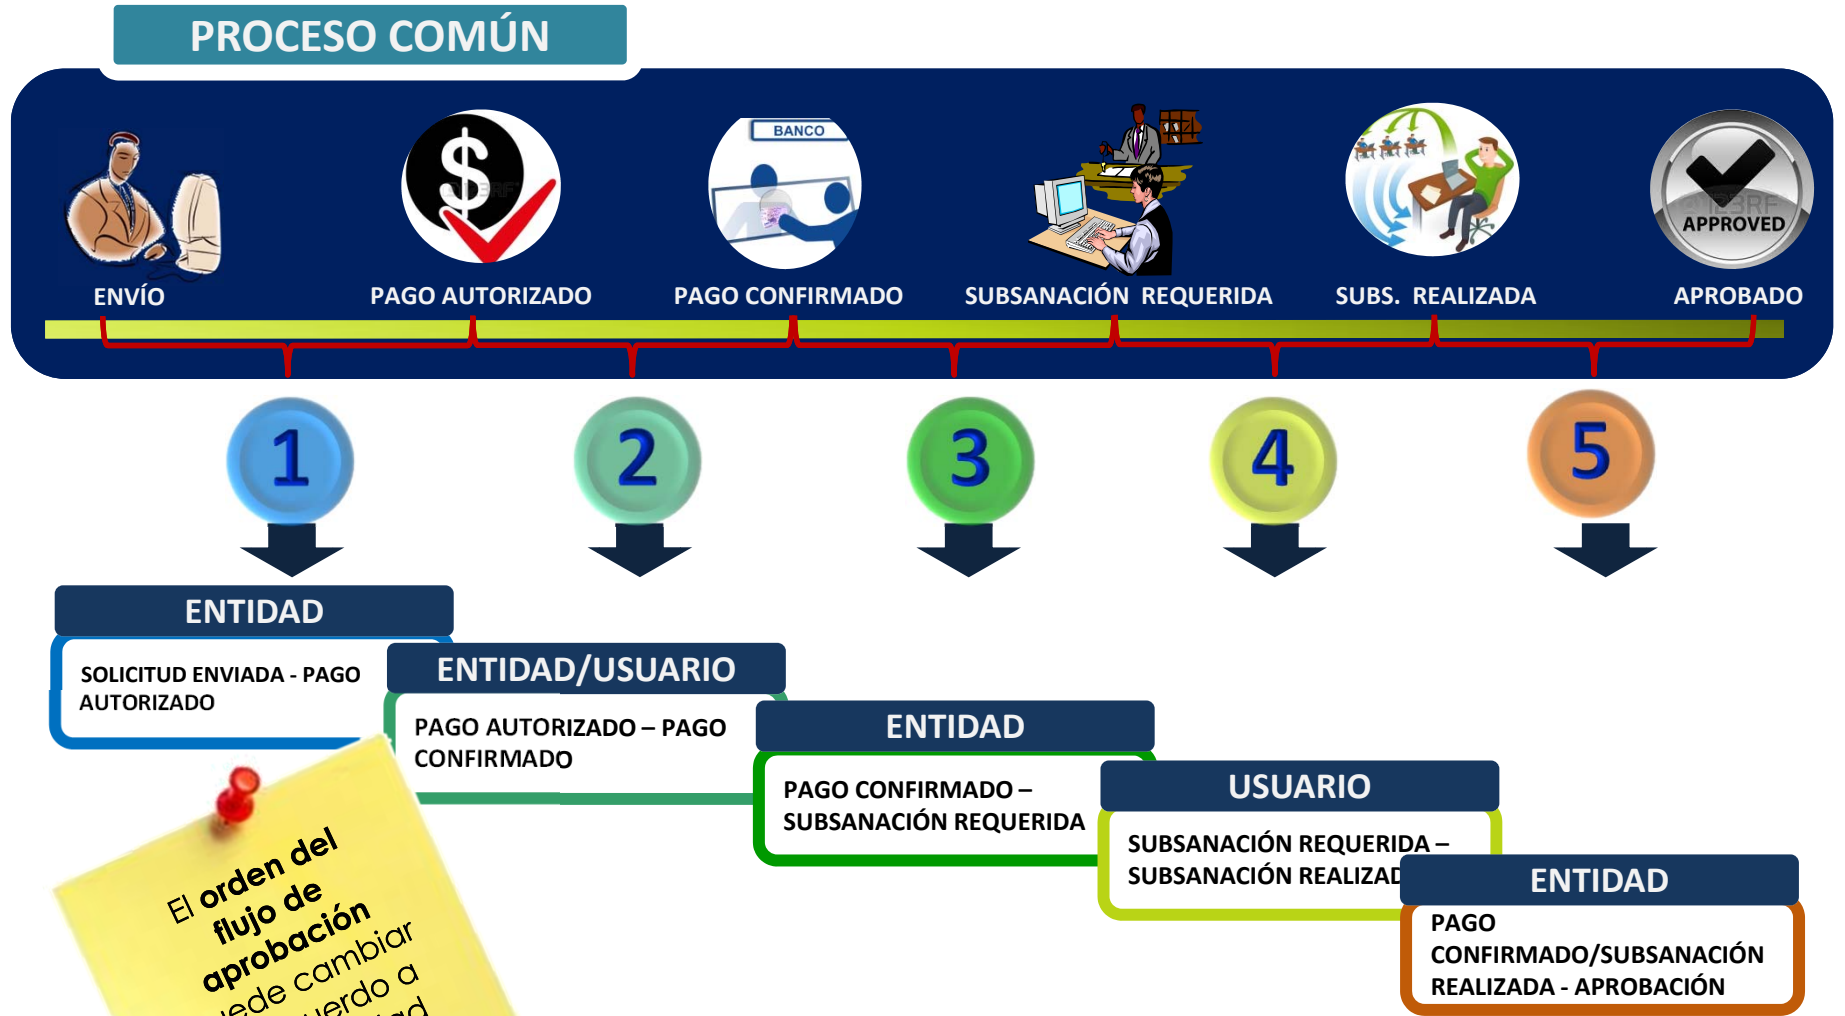 PROCESO COMÚN
BANCO
APPROVED
ENVÍO
PAGO AUTORIZADO
PAGO CONFIRMADO
SUBSANACIÓN REQUERIDA
SUBS. REALIZADA
APROBADO
1
2
3
4
5
ENTIDAD
SOLICITUD ENVIADA - PAGO
AUTORIZADO
ENTIDAD/USUARIO
PAGO AUTORIZADO – PAGO
CONFIRMADO
ENTIDAD
PAGO CONFIRMADO –
SUBSANACIÓN REQUERIDA
USUARIO
SUBSANACIÓN REQUERIDA –
SUBSANACIÓN
ENTIDAD
PAGO
CONFIRMADO/SUBSANACIÓN
REALIZADA - APROBACIÓN
El orden del
flujo de
aprobación
cambiar
a